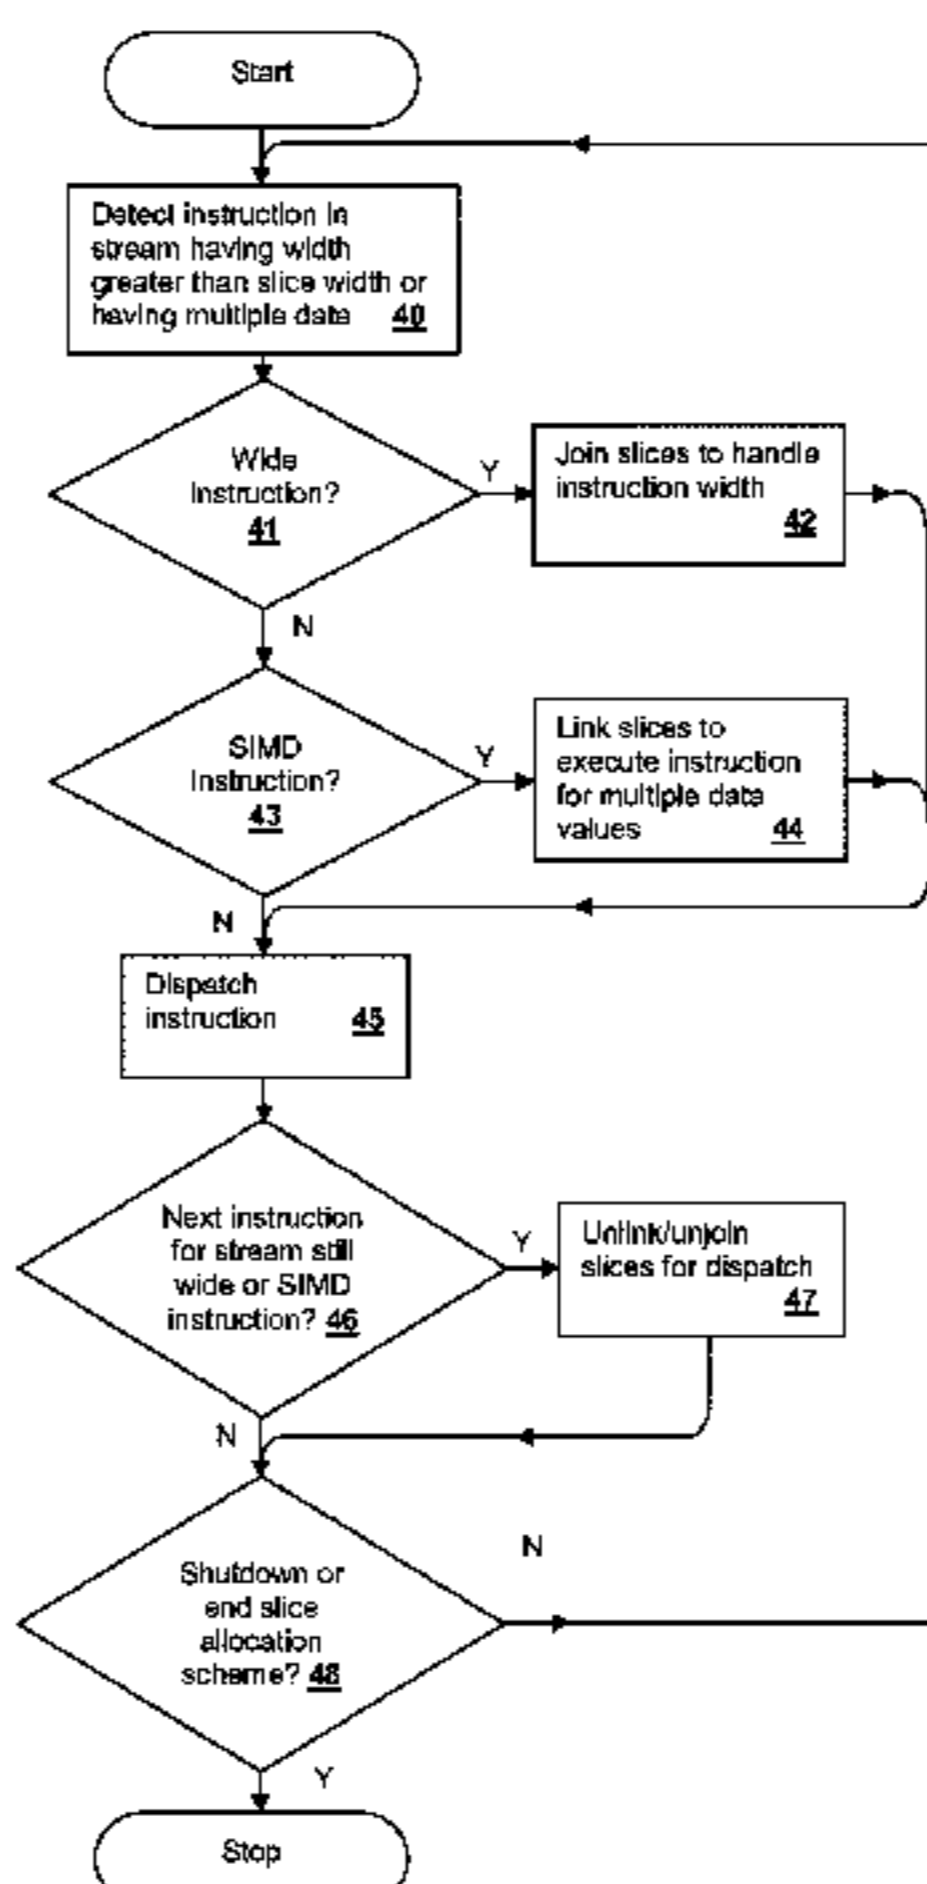 Start
Detect instruction in
stream having width
greater than slice width or
having multiple data 40
Wide
Instruction?
41
Y
Join slices to handle
instruction width
42
N
SIMD
Instruction?
43
Y
Link slices to
execute instruction
for multiple data
values 44
N
Dispatch
instruction 45
Next instruction
for stream still
wide or SIMD
instruction? 46
Y
Unlink/unjoin
slices for dispatch
47
N
Shutdown or
end slice
allocation
scheme? 48
N
Y
Stop